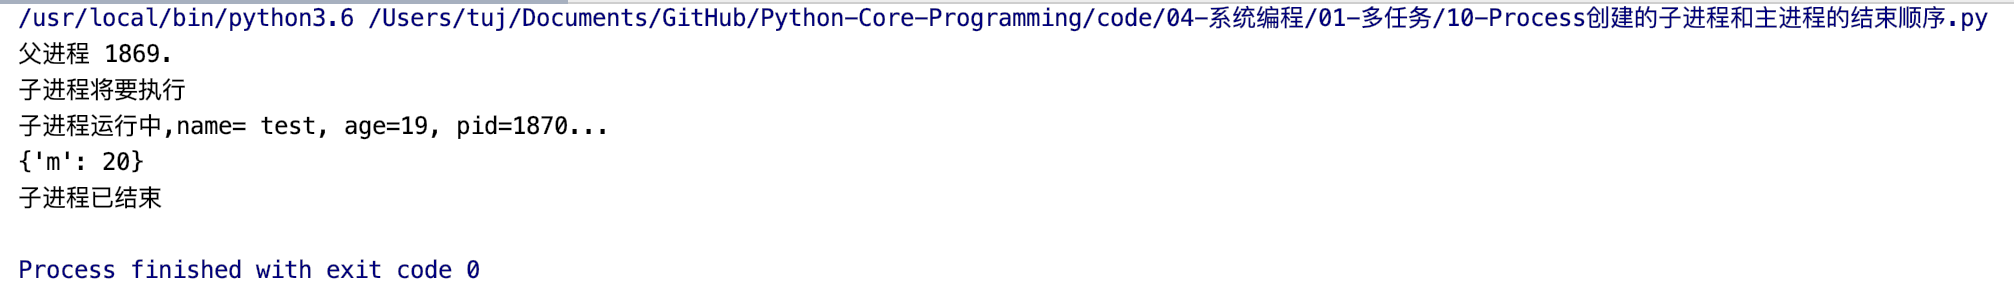 /usr/local/bin/python3.6 /Users/tuj/Documents/GitHub/Python-Core-Programming/code/04-系统编程/01-多任务/10-Process创建的子进程和主进程的结束顺序.py
父进程 1869.
子进程将要执行
子进程运行中,name= test, age=19, pid=1870...
{'m': 20}
子进程已结束
Process finished with exit code 0